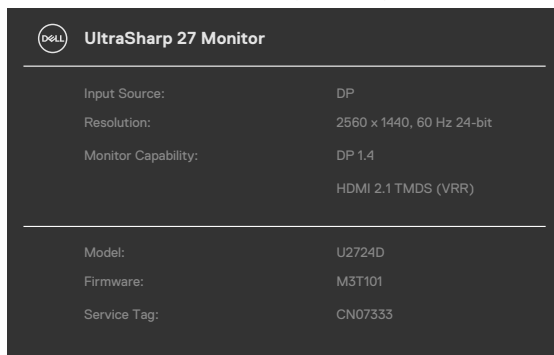 DELL UltraSharp 27 Monitor
Input Source: DP
Resolution: 2560 x 1440, 60 Hz 24-bit
Monitor Capability: DP 1.4
HDMI 2.1 TMDS (VRR)
Model: U2724D
Firmware: M3T101
Service Tag: CN07333